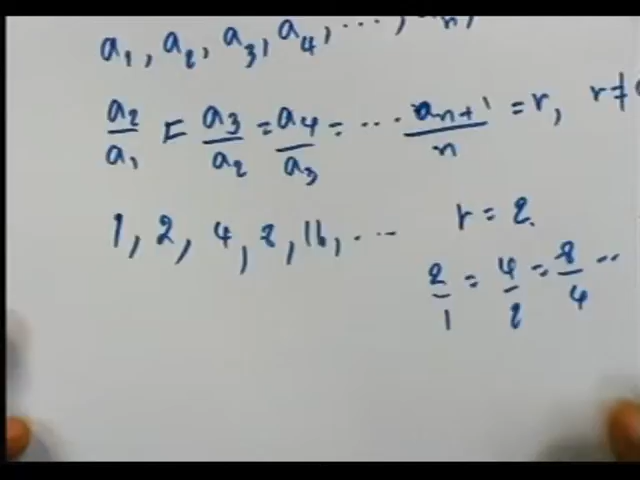 a₁, a₂, a₃, a₄, ⋯, aₙ,
a₂/a₁ = a₃/a₂ = a₄/a₃ = ⋯ aₙ₊₁/n = r, r ≠
1, 2, 4, 8, 16, ⋯ r = 2.
2/1 = 4/2 = 8/4 ⋯